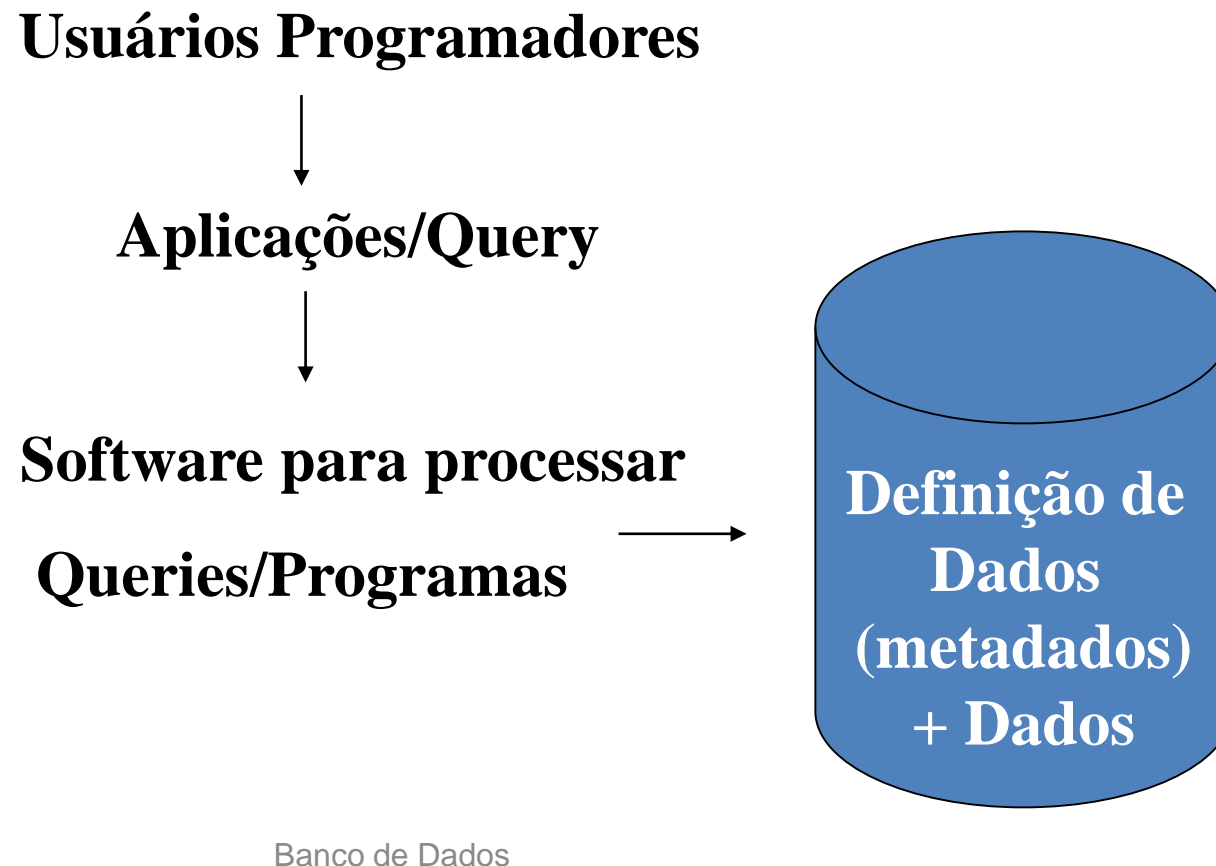 Usuários Programadores
Aplicações/Query
Software para processar
Queries/Programas
Definição de
Dados
(metadados)
+ Dados
Banco de Dados